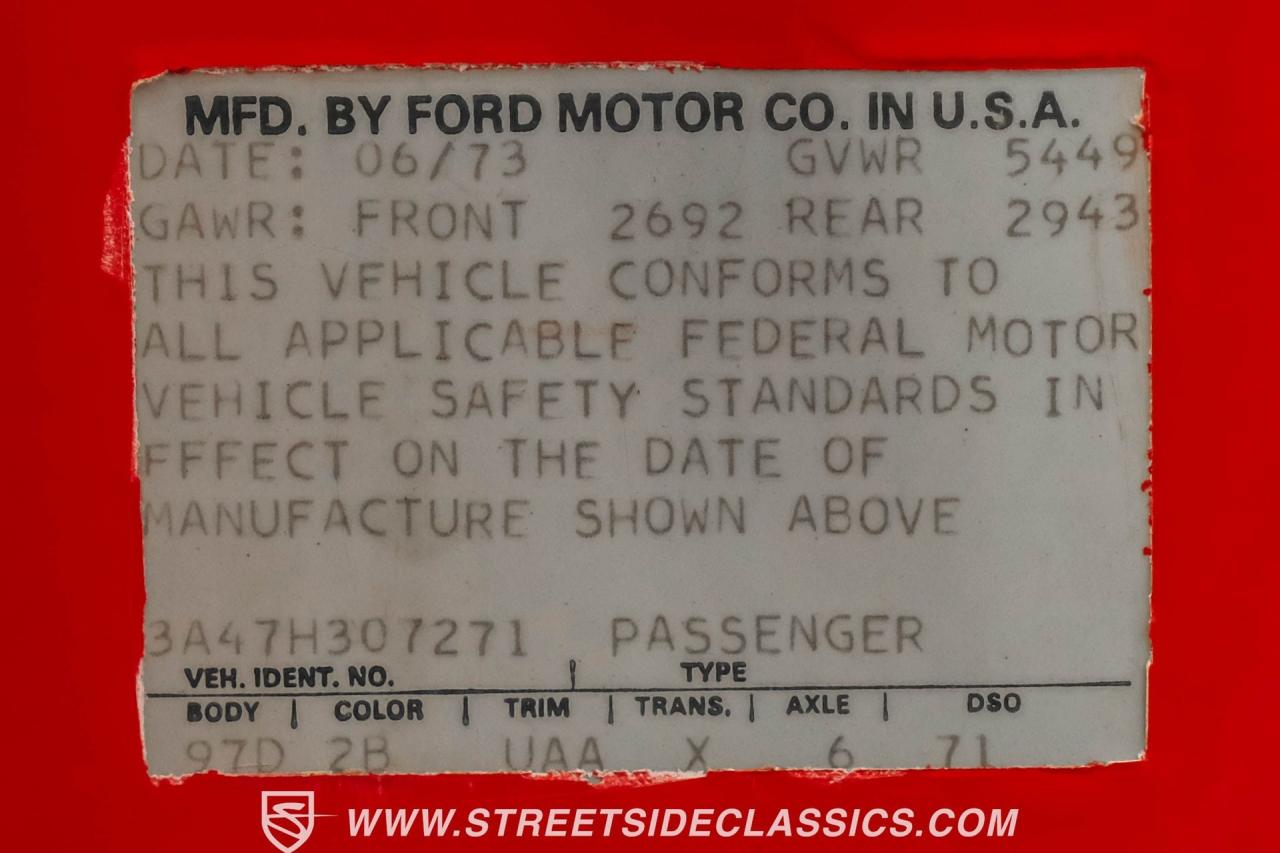 MFD. BY FORD MOTOR CO. IN U.S.A.
DATE: 06/73 GVWR 5449
GAWR: FRONT 2692 REAR 2943
THIS VEHICLE CONFORMS TO
ALL APPLICABLE FEDERAL MOTOR
VEHICLE SAFETY STANDARDS IN
EFFECT ON THE DATE OF
MANUFACTURE SHOWN ABOVE
3A47H307271 PASSENGER
VEH. IDENT. NO. | TYPE
BODY | COLOR | TRIM | TRANS. | AXLE | DSO
97D 2B UAA X 6 71
WWW.STREETSIDECLASSICS.COM